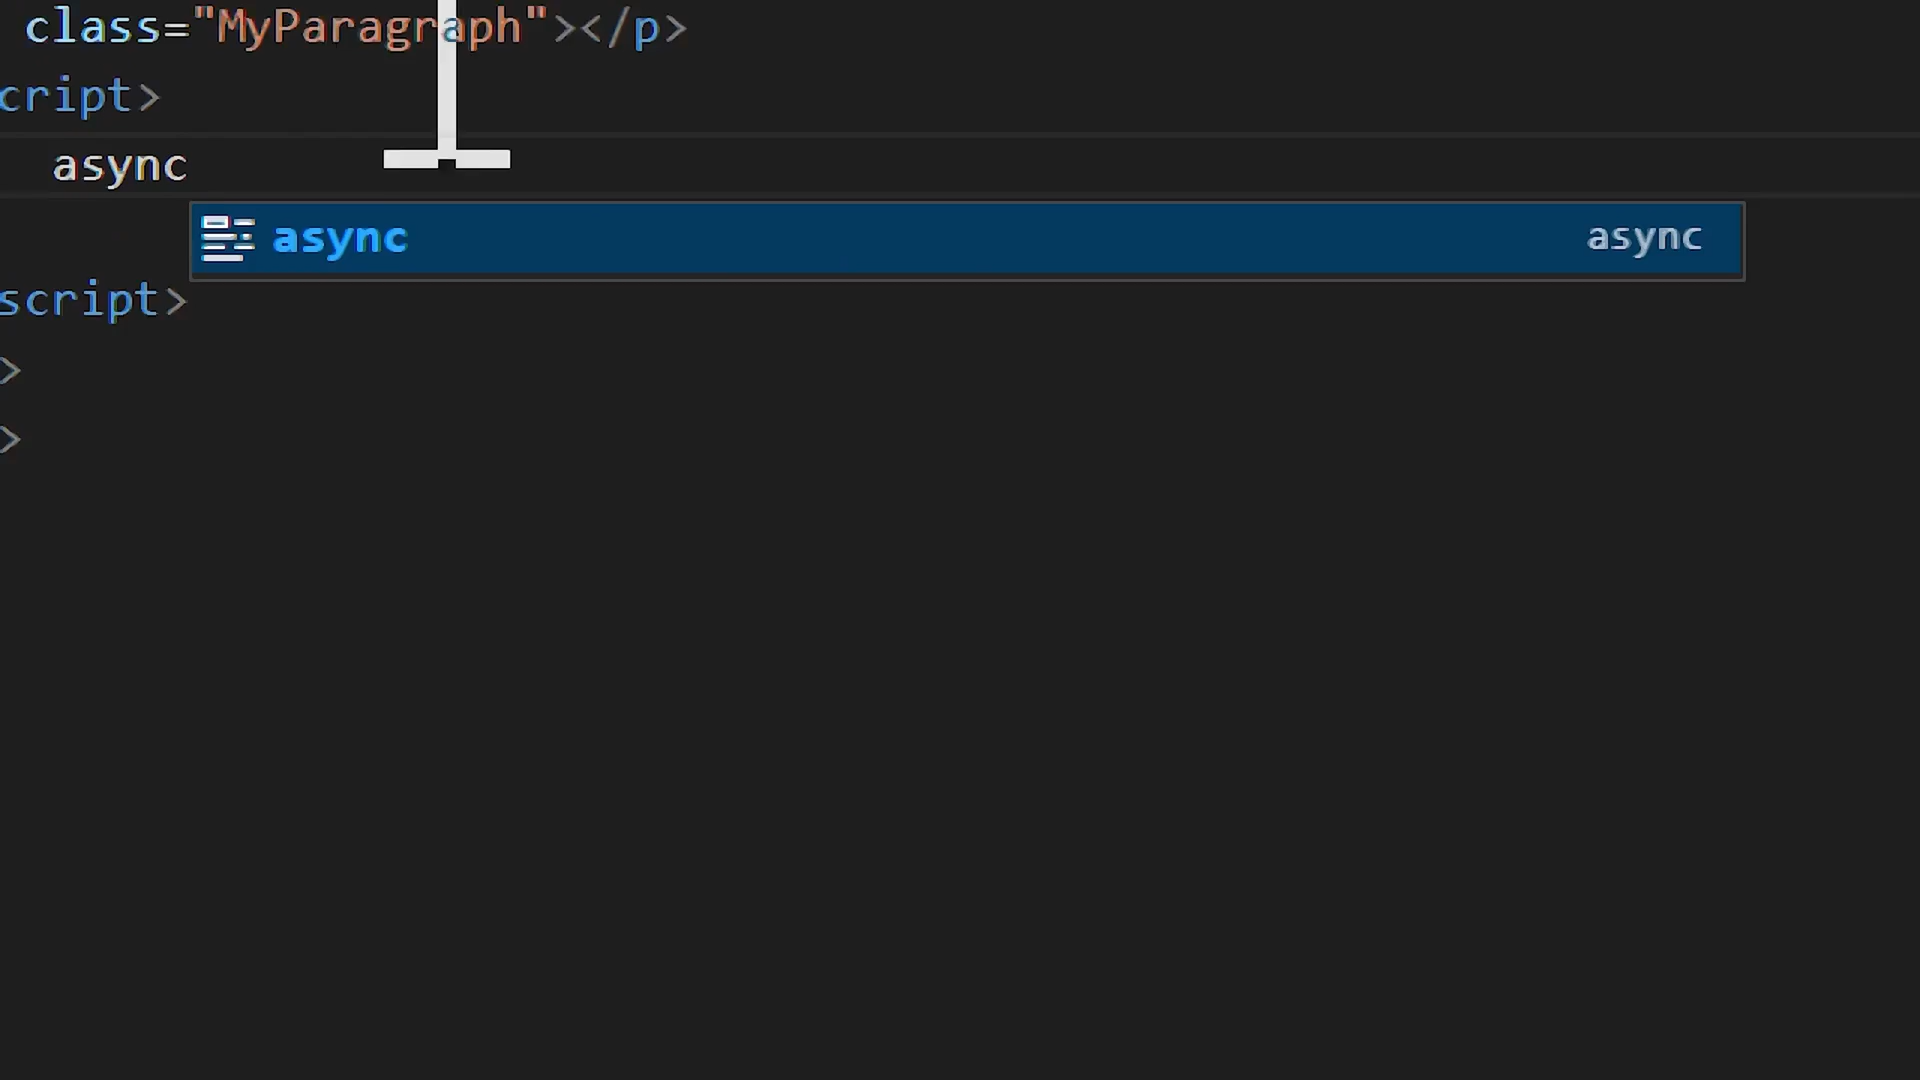 class="MyParagraph"></p>
cript>
async
async async
script>
>
>